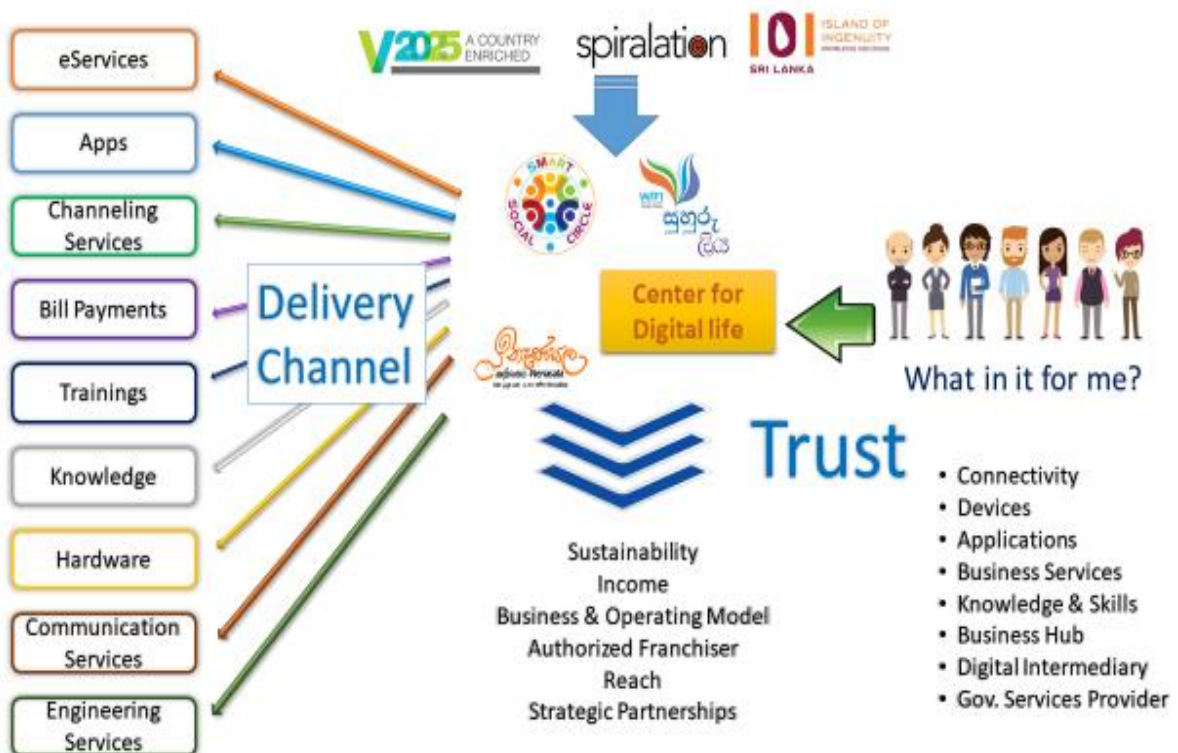 V2025 A COUNTRY
ENRICHED
spiralation
IOI ISLAND OF
INGENUITY
SRI LANKA
eServices
Apps
Channeling
Services
Bill Payments
Trainings
Knowledge
Hardware
Communication
Services
Engineering
Services
Delivery
Channel
SMART
SOCIAL CIRCLE
WiFi
සුහුරු
ලිය
Center for
Digital life
නැණසල
Nenasala
What in it for me?
Trust
Sustainability
Income
Business & Operating Model
Authorized Franchiser
Reach
Strategic Partnerships
• Connectivity
• Devices
• Applications
• Business Services
• Knowledge & Skills
• Business Hub
• Digital Intermediary
• Gov. Services Provider